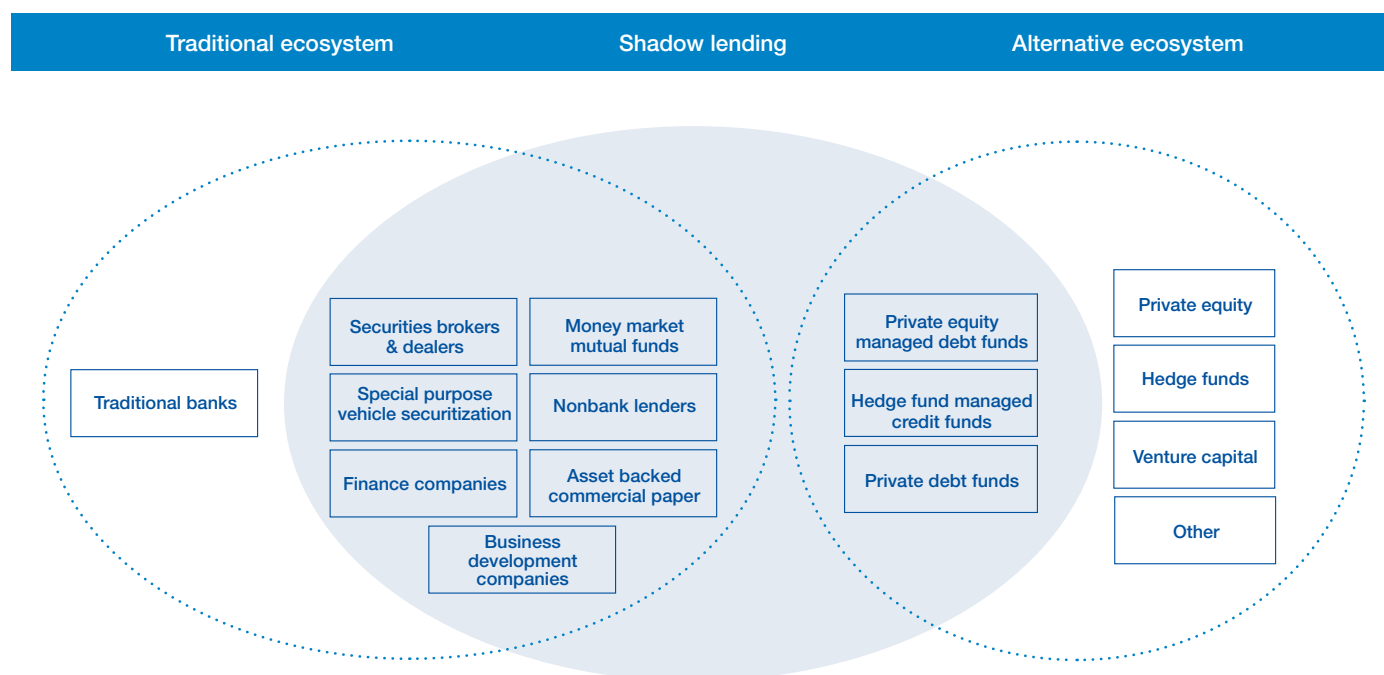 Traditional ecosystem
Shadow lending
Alternative ecosystem
Traditional banks
Securities brokers
& dealers
Money market
mutual funds
Special purpose
vehicle securitization
Nonbank lenders
Finance companies
Asset backed
commercial paper
Business
development
companies
Private equity
managed debt funds
Hedge fund managed
credit funds
Private debt funds
Private equity
Hedge funds
Venture capital
Other